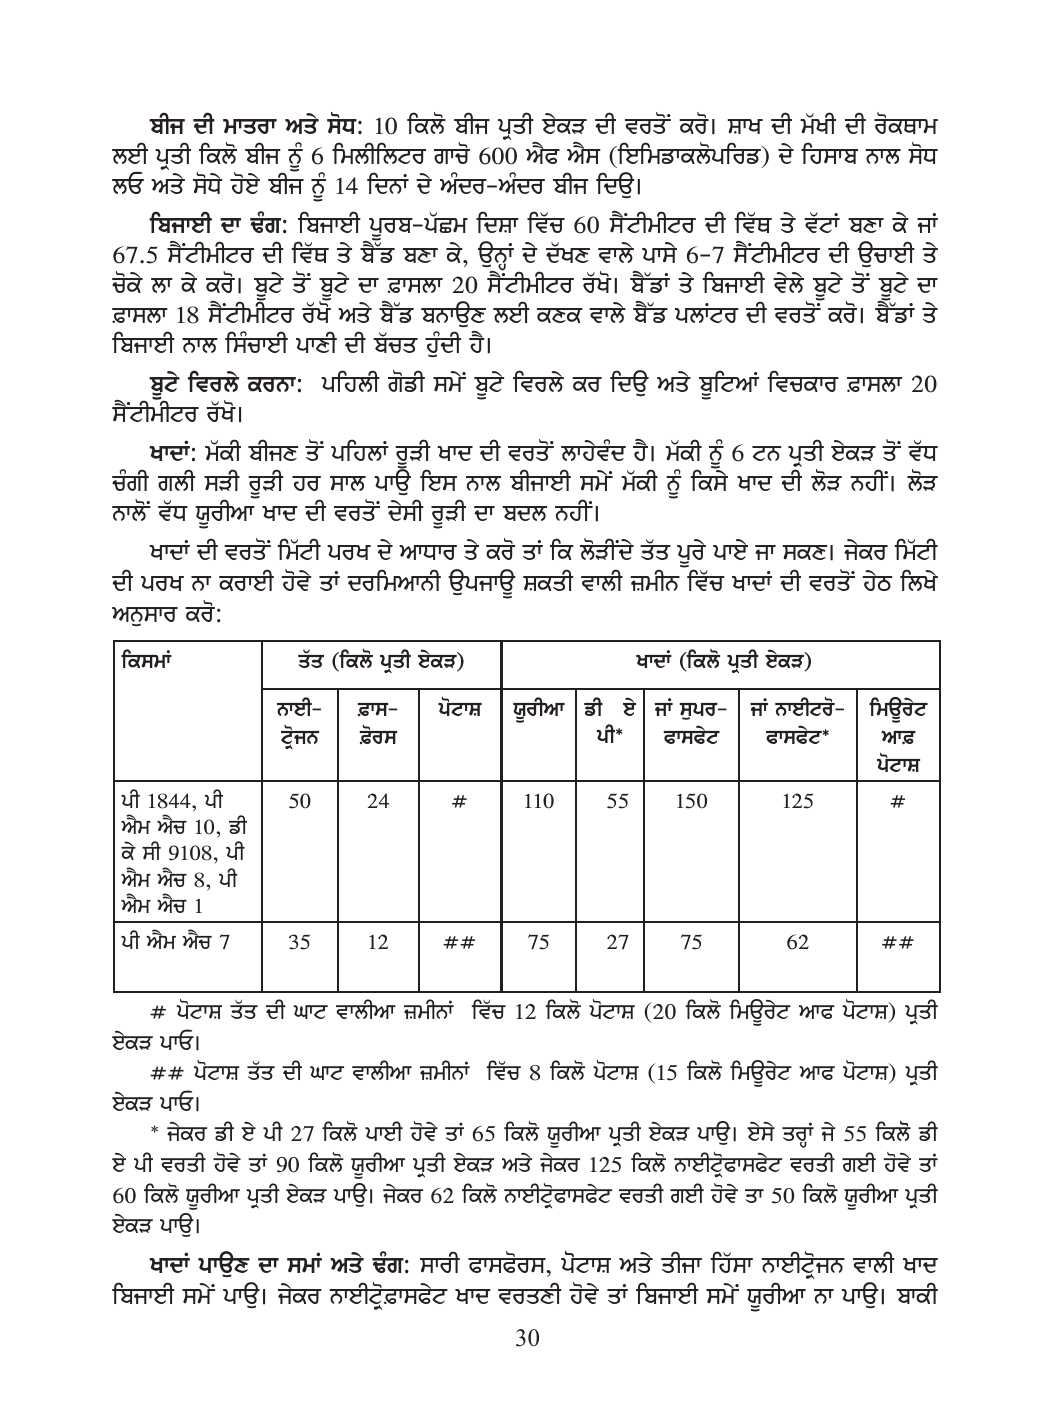 ਬੀਜ ਦੀ ਮਾਤਰਾ ਅਤੇ ਸੋਧ: 10 ਕਿਲੋ ਬੀਜ ਪ੍ਰਤੀ ਏਕੜ ਦੀ ਵਰਤੋਂ ਕਰੋ। ਸ਼ਾਖ ਦੀ ਮੱਖੀ ਦੀ ਰੋਕਥਾਮ
ਲਈ ਪ੍ਰਤੀ ਕਿਲੋ ਬੀਜ ਨੂੰ 6 ਮਿਲੀਲਿਟਰ ਗਾਚੋ 600 ਐਫ ਐਸ (ਇਮਿਡਾਕਲੋਪਰਿਡ) ਦੇ ਹਿਸਾਬ ਨਾਲ ਸੋਧ
ਲਓ ਅਤੇ ਸੋਧੇ ਹੋਏ ਬੀਜ ਨੂੰ 14 ਦਿਨਾਂ ਦੇ ਅੰਦਰ-ਅੰਦਰ ਬੀਜ ਦਿਉ।
ਬਿਜਾਈ ਦਾ ਢੰਗ: ਬਿਜਾਈ ਪੂਰਬ-ਪੱਛਮ ਦਿਸ਼ਾ ਵਿੱਚ 60 ਸੈਂਟੀਮੀਟਰ ਦੀ ਵਿੱਥ ਤੇ ਵੱਟਾਂ ਬਣਾ ਕੇ ਜਾਂ
67.5 ਸੈਂਟੀਮੀਟਰ ਦੀ ਵਿੱਥ ਤੇ ਬੈੱਡ ਬਣਾ ਕੇ, ਉਨ੍ਹਾਂ ਦੇ ਦੱਖਣ ਵਾਲੇ ਪਾਸੇ 6-7 ਸੈਂਟੀਮੀਟਰ ਦੀ ਉਚਾਈ ਤੇ
ਚੋਕੇ ਲਾ ਕੇ ਕਰੋ। ਬੂਟੇ ਤੋਂ ਬੂਟੇ ਦਾ ਫ਼ਾਸਲਾ 20 ਸੈਂਟੀਮੀਟਰ ਰੱਖੋ। ਬੈੱਡਾਂ ਤੇ ਬਿਜਾਈ ਵੇਲੇ ਬੂਟੇ ਤੋਂ ਬੂਟੇ ਦਾ
ਫ਼ਾਸਲਾ 18 ਸੈਂਟੀਮੀਟਰ ਰੱਖੋ ਅਤੇ ਬੈੱਡ ਬਨਾਉਣ ਲਈ ਕਣਕ ਵਾਲੇ ਬੈੱਡ ਪਲਾਂਟਰ ਦੀ ਵਰਤੋਂ ਕਰੋ। ਬੈੱਡਾਂ ਤੇ
ਬਿਜਾਈ ਨਾਲ ਸਿੰਚਾਈ ਪਾਣੀ ਦੀ ਬੱਚਤ ਹੁੰਦੀ ਹੈ।
ਬੂਟੇ ਵਿਰਲੇ ਕਰਨਾ: ਪਹਿਲੀ ਗੋਡੀ ਸਮੇਂ ਬੂਟੇ ਵਿਰਲੇ ਕਰ ਦਿਉ ਅਤੇ ਬੂਟਿਆਂ ਵਿਚਕਾਰ ਫ਼ਾਸਲਾ 20
ਸੈਂਟੀਮੀਟਰ ਰੱਖੋ।
ਖਾਦਾਂ: ਮੱਕੀ ਬੀਜਣ ਤੋਂ ਪਹਿਲਾਂ ਰੂੜੀ ਖਾਦ ਦੀ ਵਰਤੋਂ ਲਾਹੇਵੰਦ ਹੈ। ਮੱਕੀ ਨੂੰ 6 ਟਨ ਪ੍ਰਤੀ ਏਕੜ ਤੋਂ ਵੱਧ
ਚੰਗੀ ਗਲੀ ਸੜੀ ਰੂੜੀ ਹਰ ਸਾਲ ਪਾਉ ਇਸ ਨਾਲ ਬੀਜਾਈ ਸਮੇਂ ਮੱਕੀ ਨੂੰ ਕਿਸੇ ਖਾਦ ਦੀ ਲੋੜ ਨਹੀਂ। ਲੋੜ
ਨਾਲੋਂ ਵੱਧ ਯੂਰੀਆ ਖਾਦ ਦੀ ਵਰਤੋਂ ਦੇਸੀ ਰੂੜੀ ਦਾ ਬਦਲ ਨਹੀਂ।
ਖਾਦਾਂ ਦੀ ਵਰਤੋਂ ਮਿੱਟੀ ਪਰਖ ਦੇ ਆਧਾਰ ਤੇ ਕਰੋ ਤਾਂ ਕਿ ਲੋੜੀਂਦੇ ਤੱਤ ਪੂਰੇ ਪਾਏ ਜਾ ਸਕਣ। ਜੇਕਰ ਮਿੱਟੀ
ਦੀ ਪਰਖ ਨਾ ਕਰਾਈ ਹੋਵੇ ਤਾਂ ਦਰਮਿਆਨੀ ਉਪਜਾਊ ਸ਼ਕਤੀ ਵਾਲੀ ਜ਼ਮੀਨ ਵਿੱਚ ਖਾਦਾਂ ਦੀ ਵਰਤੋਂ ਹੇਠ ਲਿਖੇ
ਅਨੁਸਾਰ ਕਰੋ:
ਕਿਸਮਾਂ ਤੱਤ (ਕਿਲੋ ਪ੍ਰਤੀ ਏਕੜ) ਖਾਦਾਂ (ਕਿਲੋ ਪ੍ਰਤੀ ਏਕੜ)
ਨਾਈ- ਫ਼ਾਸ- ਪੋਟਾਸ਼ ਯੂਰੀਆ ਡੀ ਏ ਜਾਂ ਸੁਪਰ- ਜਾਂ ਨਾਈਟਰੋ- ਮਿਊਰੇਟ
ਟ੍ਰੋਜਨ ਫ਼ੋਰਸ ਪੀ* ਫਾਸਫੇਟ ਫਾਸਫੇਟ* ਆਫ਼
ਪੋਟਾਸ਼
ਪੀ 1844, ਪੀ 50 24 # 110 55 150 125 #
ਐਮ ਐਚ 10, ਡੀ
ਕੇ ਸੀ 9108, ਪੀ
ਐਮ ਐਚ 8, ਪੀ
ਐਮ ਐਚ 1
ਪੀ ਐਮ ਐਚ 7 35 12 ## 75 27 75 62 ##
# ਪੋਟਾਸ਼ ਤੱਤ ਦੀ ਘਾਟ ਵਾਲੀਆ ਜ਼ਮੀਨਾਂ ਵਿੱਚ 12 ਕਿਲੋ ਪੋਟਾਸ਼ (20 ਕਿਲੋ ਮਿਊਰੇਟ ਆਫ ਪੋਟਾਸ਼) ਪ੍ਰਤੀ
ਏਕੜ ਪਾਓ।
## ਪੋਟਾਸ਼ ਤੱਤ ਦੀ ਘਾਟ ਵਾਲੀਆ ਜ਼ਮੀਨਾਂ ਵਿੱਚ 8 ਕਿਲੋ ਪੋਟਾਸ਼ (15 ਕਿਲੋ ਮਿਊਰੇਟ ਆਫ ਪੋਟਾਸ਼) ਪ੍ਰਤੀ
ਏਕੜ ਪਾਓ।
* ਜੇਕਰ ਡੀ ਏ ਪੀ 27 ਕਿਲੋ ਪਾਈ ਹੋਵੇ ਤਾਂ 65 ਕਿਲੋ ਯੂਰੀਆ ਪ੍ਰਤੀ ਏਕੜ ਪਾਉ। ਏਸੇ ਤਰ੍ਹਾਂ ਜੇ 55 ਕਿਲੋ ਡੀ
ਏ ਪੀ ਵਰਤੀ ਹੋਵੇ ਤਾਂ 90 ਕਿਲੋ ਯੂਰੀਆ ਪ੍ਰਤੀ ਏਕੜ ਅਤੇ ਜੇਕਰ 125 ਕਿਲੋ ਨਾਈਟ੍ਰੋਫਾਸਫੇਟ ਵਰਤੀ ਗਈ ਹੋਵੇ ਤਾਂ
60 ਕਿਲੋ ਯੂਰੀਆ ਪ੍ਰਤੀ ਏਕੜ ਪਾਉ। ਜੇਕਰ 62 ਕਿਲੋ ਨਾਈਟ੍ਰੋਫਾਸਫੇਟ ਵਰਤੀ ਗਈ ਹੋਵੇ ਤਾ 50 ਕਿਲੋ ਯੂਰੀਆ ਪ੍ਰਤੀ
ਏਕੜ ਪਾਉ।
ਖਾਦਾਂ ਪਾਉਣ ਦਾ ਸਮਾਂ ਅਤੇ ਢੰਗ: ਸਾਰੀ ਫਾਸਫੋਰਸ, ਪੋਟਾਸ਼ ਅਤੇ ਤੀਜਾ ਹਿੱਸਾ ਨਾਈਟ੍ਰੋਜਨ ਵਾਲੀ ਖਾਦ
ਬਿਜਾਈ ਸਮੇਂ ਪਾਉ। ਜੇਕਰ ਨਾਈਟ੍ਰੋਫ਼ਾਸਫੇਟ ਖਾਦ ਵਰਤਣੀ ਹੋਵੇ ਤਾਂ ਬਿਜਾਈ ਸਮੇਂ ਯੂਰੀਆ ਨਾ ਪਾਉ। ਬਾਕੀ
30